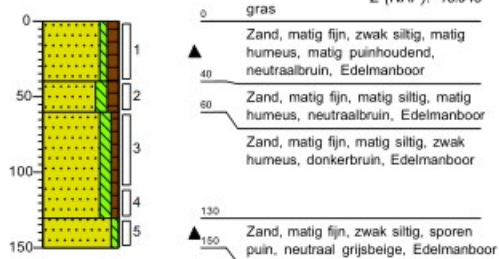 gras
0
0
Zand, matig fijn, zwak siltig, matig
humeus, matig puinhoudend,
neutraalbruin, Edelmanboor
1
40
Zand, matig fijn, matig siltig, matig
humeus, neutraalbruin, Edelmanboor
50
2
60
Zand, matig fijn, matig siltig, zwak
humeus, donkerbruin, Edelmanboor
3
100
4
130
Zand, matig fijn, zwak siltig, sporen
puin, neutraal grijsbeige, Edelmanboor
5
150
150